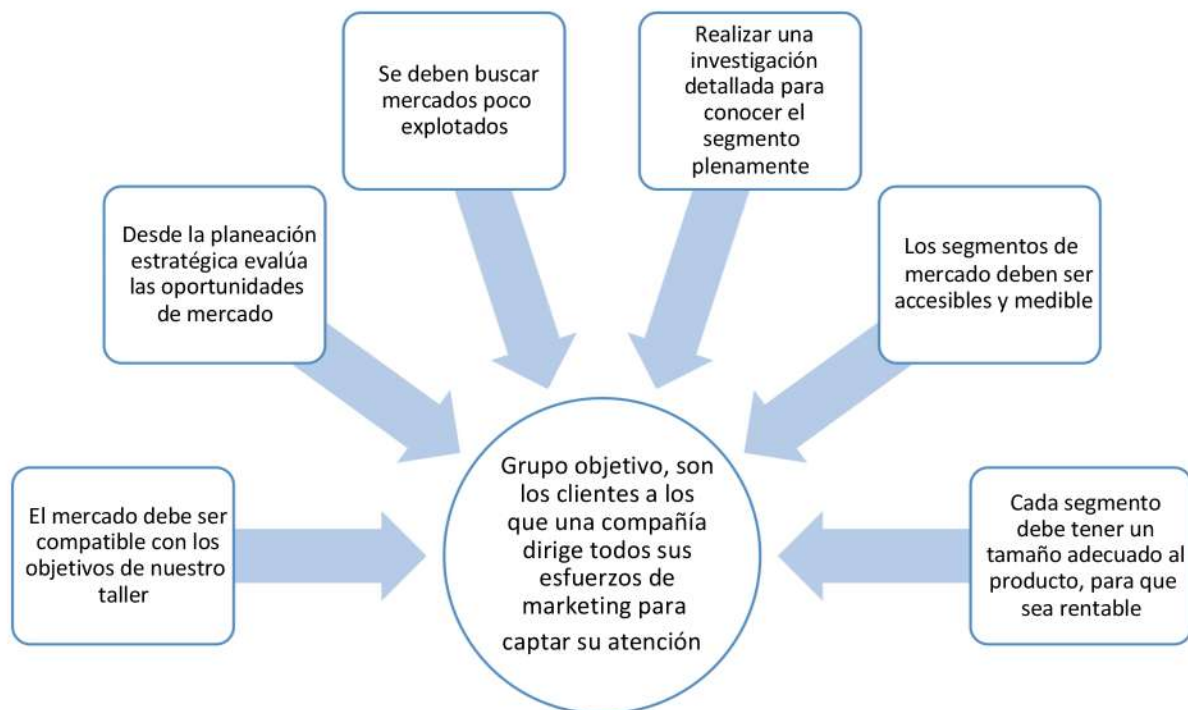 Se deben buscar
mercados poco
explotados
Realizar una
investigación
detallada para
conocer el
segmento
plenamente
Desde la planeación
estratégica evalúa
las oportunidades
de mercado
Los segmentos de
mercado deben ser
accesibles y medible
El mercado debe ser
compatible con los
objetivos de nuestro
taller
Grupo objetivo, son
los clientes a los
que una compañía
dirige todos sus
esfuerzos de
marketing para
captar su atención
Cada segmento
debe tener un
tamaño adecuado al
producto, para que
sea rentable